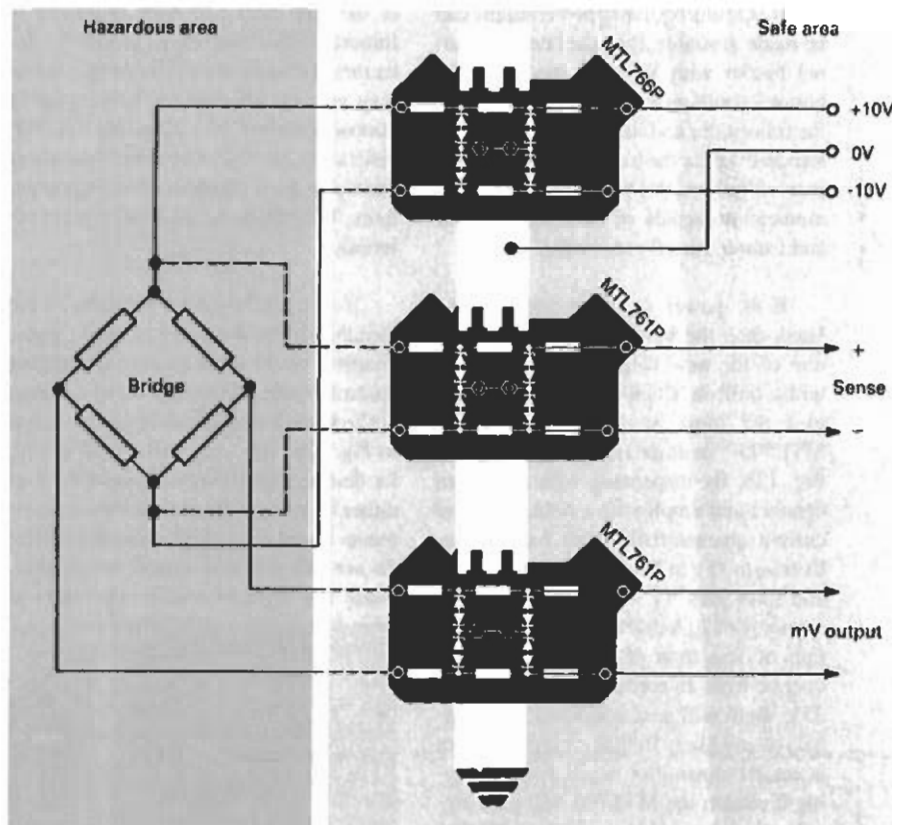 Hazardous area
Safe area
MTL766P
+10V
0V
-10V
MTL761P
+
Sense
-
Bridge
MTL761P
mV output